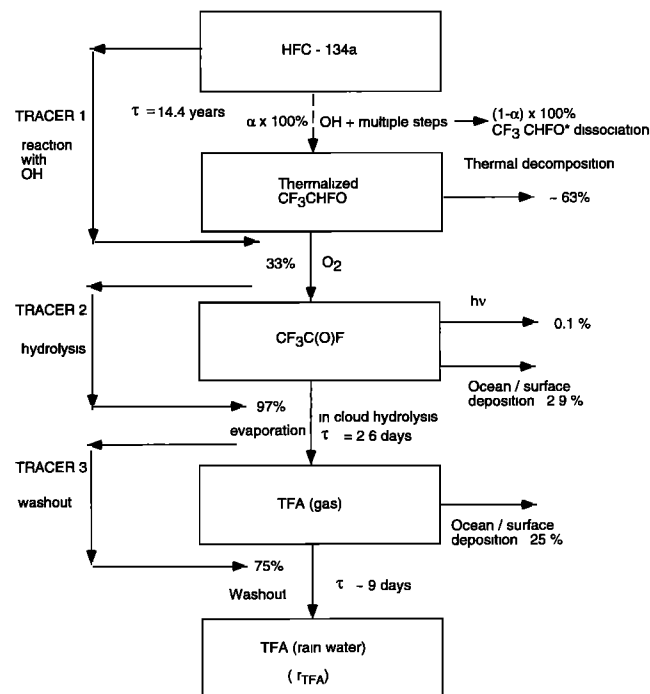 HFC - 134a
TRACER 1
reaction
with
OH
τ = 14.4 years
α x 100%
OH + multiple steps
(1-α) x 100%
CF3 CHFO* dissociation
Thermalized
CF3CHFO
Thermal decomposition
~ 63%
33%
O2
TRACER 2
hydrolysis
CF3C(O)F
hν
0.1 %
Ocean / surface
deposition 2 9 %
97%
evaporation
in cloud hydrolysis
τ = 2 6 days
TRACER 3
washout
TFA (gas)
Ocean / surface
deposition 25 %
75%
Washout
τ ~ 9 days
TFA (rain water)
( rTFA)